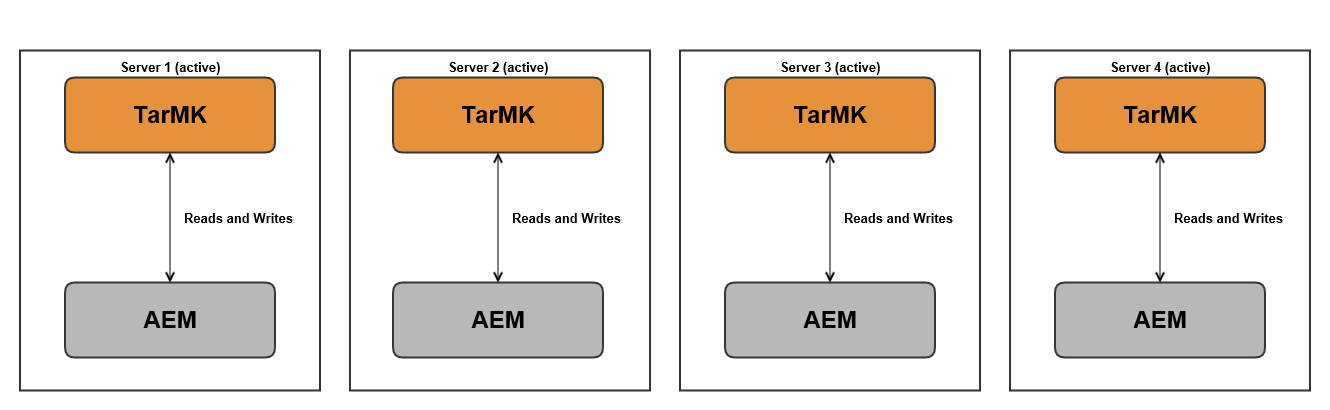 Server 1 (active)
TarMK
Reads and Writes
AEM
Server 2 (active)
TarMK
Reads and Writes
AEM
Server 3 (active)
TarMK
Reads and Writes
AEM
Server 4 (active)
TarMK
Reads and Writes
AEM